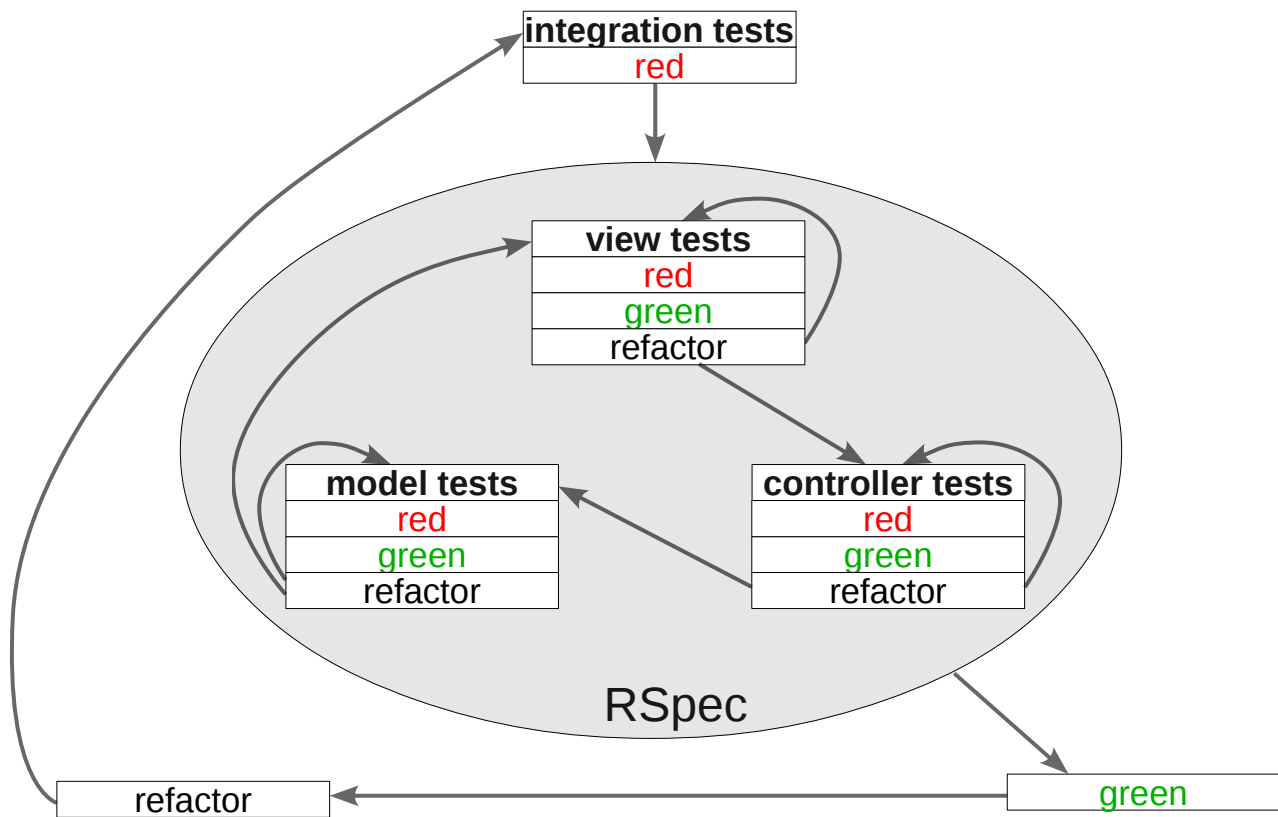 integration tests
red
view tests
red
green
refactor
model tests
red
green
refactor
controller tests
red
green
refactor
RSpec
refactor
green